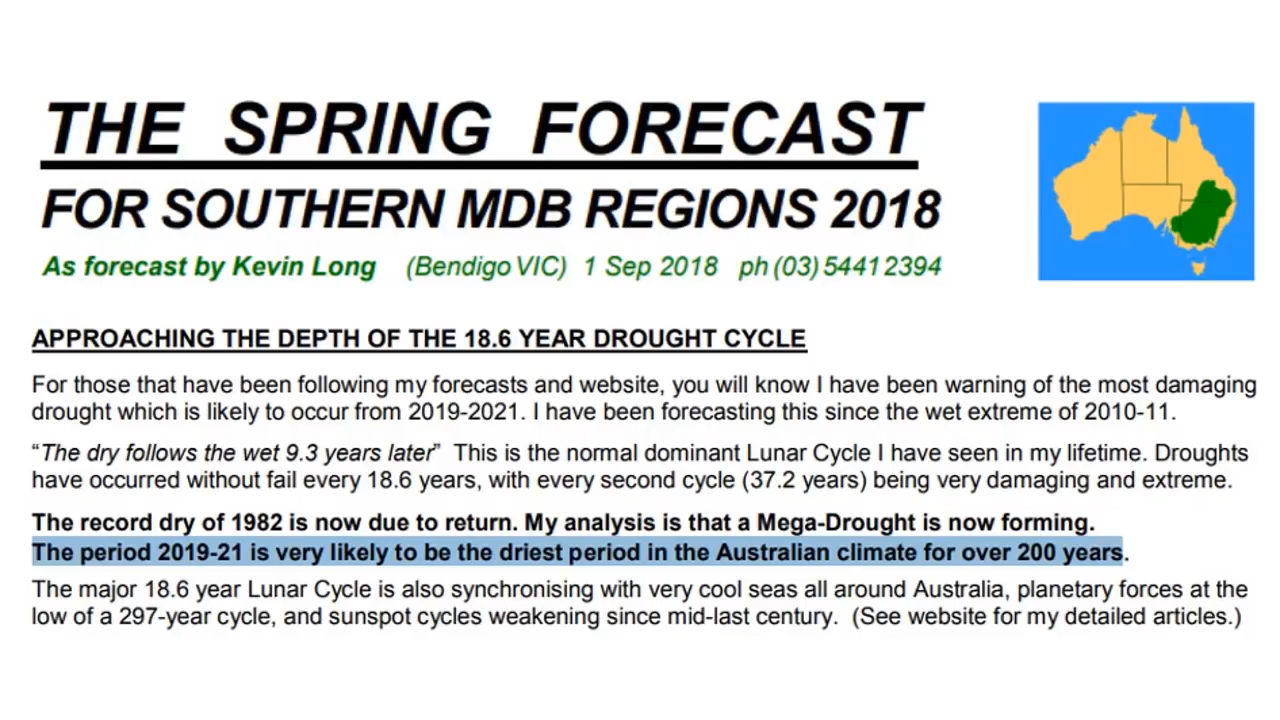 THE SPRING FORECAST
FOR SOUTHERN MDB REGIONS 2018
As forecast by Kevin Long (Bendigo VIC) 1 Sep 2018 ph (03) 5441 2394
APPROACHING THE DEPTH OF THE 18.6 YEAR DROUGHT CYCLE
For those that have been following my forecasts and website, you will know I have been warning of the most damaging
drought which is likely to occur from 2019-2021. I have been forecasting this since the wet extreme of 2010-11.
“The dry follows the wet 9.3 years later” This is the normal dominant Lunar Cycle I have seen in my lifetime. Droughts
have occurred without fail every 18.6 years, with every second cycle (37.2 years) being very damaging and extreme.
The record dry of 1982 is now due to return. My analysis is that a Mega-Drought is now forming.
The period 2019-21 is very likely to be the driest period in the Australian climate for over 200 years.
The major 18.6 year Lunar Cycle is also synchronising with very cool seas all around Australia, planetary forces at the
low of a 297-year cycle, and sunspot cycles weakening since mid-last century. (See website for my detailed articles.)